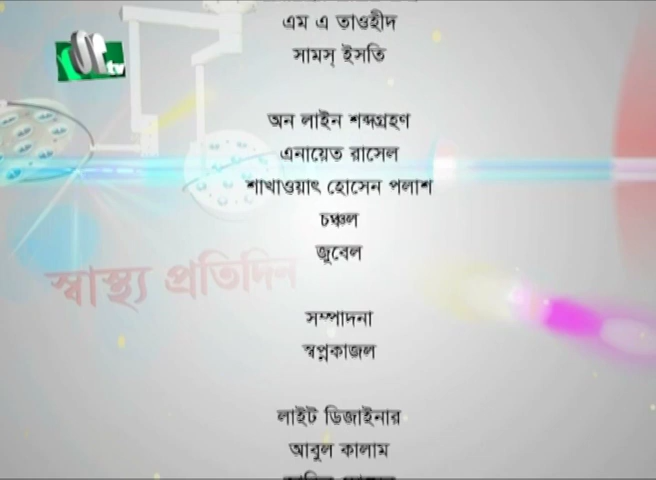 এম এ তাওহীদ
সামস্ ইসতি
tv
অন লাইন শব্দগ্রহণ
এনায়েত রাসেল
শাখাওয়াৎ হোসেন পলাশ
চঞ্চল
জুবেল
স্বাস্থ্য প্রতিদিন
সম্পাদনা
স্বপ্নকাজল
লাইট ডিজাইনার
আবুল কালাম